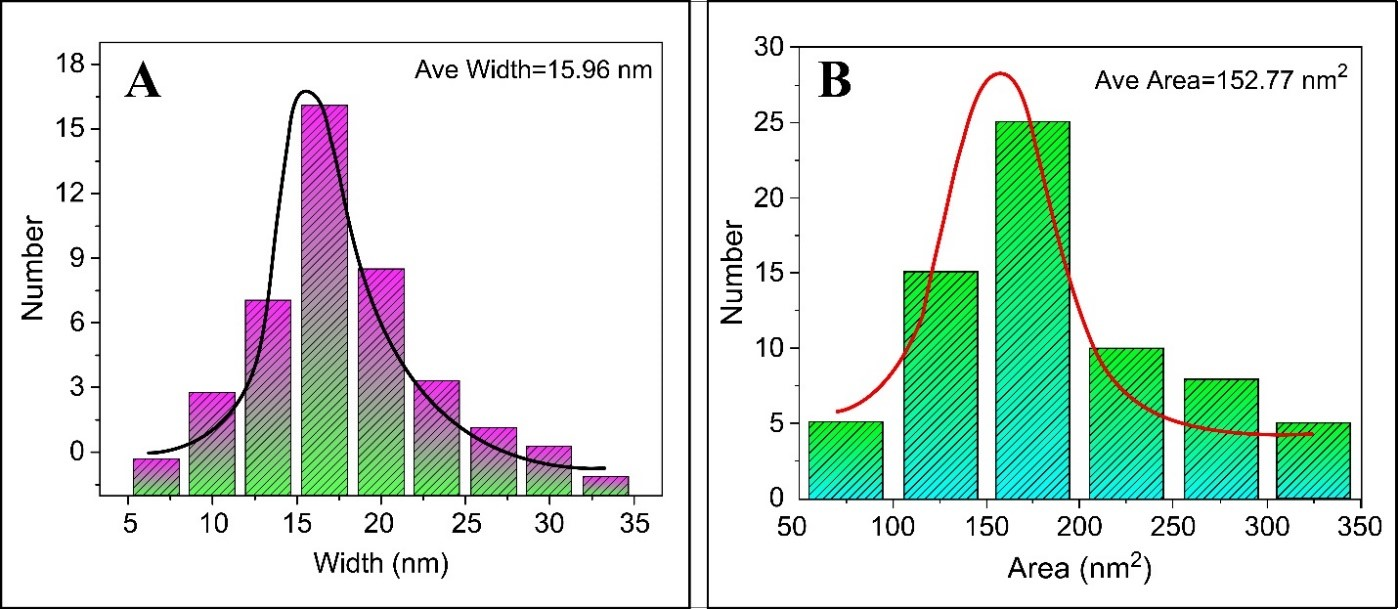 A
Ave Width=15.96 nm
Number
18
15
12
9
6
3
0
5 10 15 20 25 30 35
Width (nm)
B
Ave Area=152.77 nm²
Number
30
25
20
15
10
5
0
50 100 150 200 250 300 350
Area (nm²)